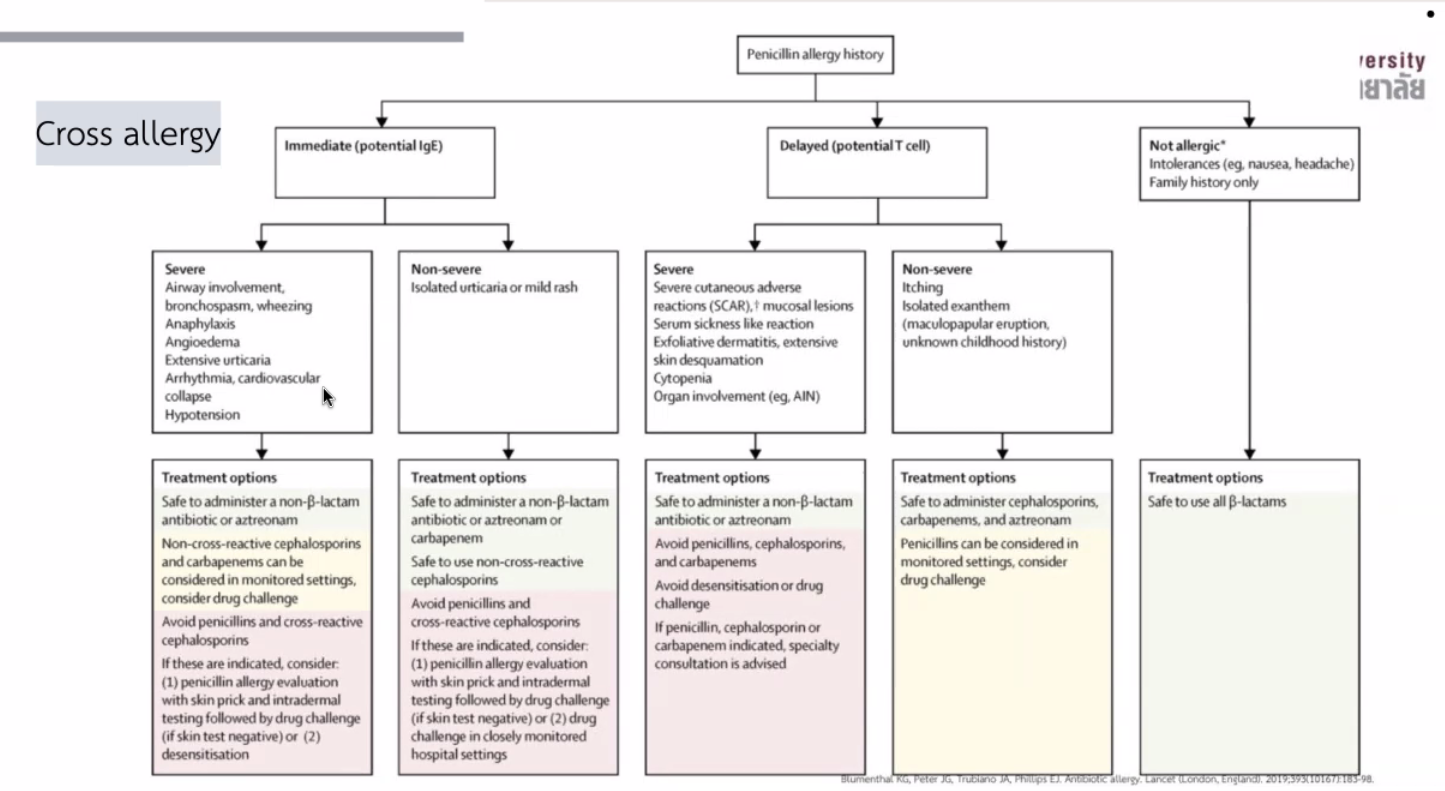 Penicillin allergy history
versity
ยาลัย
Cross allergy
Immediate (potential IgE)
Delayed (potential T cell)
Not allergic*
Intolerances (eg, nausea, headache)
Family history only
Severe
Airway involvement,
bronchospasm, wheezing
Anaphylaxis
Angioedema
Extensive urticaria
Arrhythmia, cardiovascular
collapse
Hypotension
Non-severe
Isolated urticaria or mild rash
Severe
Severe cutaneous adverse
reactions (SCAR),† mucosal lesions
Serum sickness like reaction
Exfoliative dermatitis, extensive
skin desquamation
Cytopenia
Organ involvement (eg, AIN)
Non-severe
Itching
Isolated exanthem
(maculopapular eruption,
unknown childhood history)
Treatment options
Safe to administer a non-β-lactam
antibiotic or aztreonam
Non-cross-reactive cephalosporins
and carbapenems can be
considered in monitored settings,
consider drug challenge
Avoid penicillins and cross-reactive
cephalosporins
If these are indicated, consider:
(1) penicillin allergy evaluation
with skin prick and intradermal
testing followed by drug challenge
(if skin test negative) or (2)
desensitisation
Treatment options
Safe to administer a non-β-lactam
antibiotic or aztreonam or
carbapenem
Safe to use non-cross-reactive
cephalosporins
Avoid penicillins and
cross-reactive cephalosporins
If these are indicated, consider:
(1) penicillin allergy evaluation
with skin prick and intradermal
testing followed by drug challenge
(if skin test negative) or (2) drug
challenge in closely monitored
hospital settings
Treatment options
Safe to administer a non-β-lactam
antibiotic or aztreonam
Avoid penicillins, cephalosporins,
and carbapenems
Avoid desensitisation or drug
challenge
If penicillin, cephalosporin or
carbapenem indicated, specialty
consultation is advised
Treatment options
Safe to administer cephalosporins,
carbapenems, and aztreonam
Penicillins can be considered in
monitored settings, consider
drug challenge
Treatment options
Safe to use all β-lactams
Blumenthal KG, Peter JG, Trubiano JA, Phillips EJ. Antibiotic allergy. Lancet (London, England). 2019;393(10167):183-98.